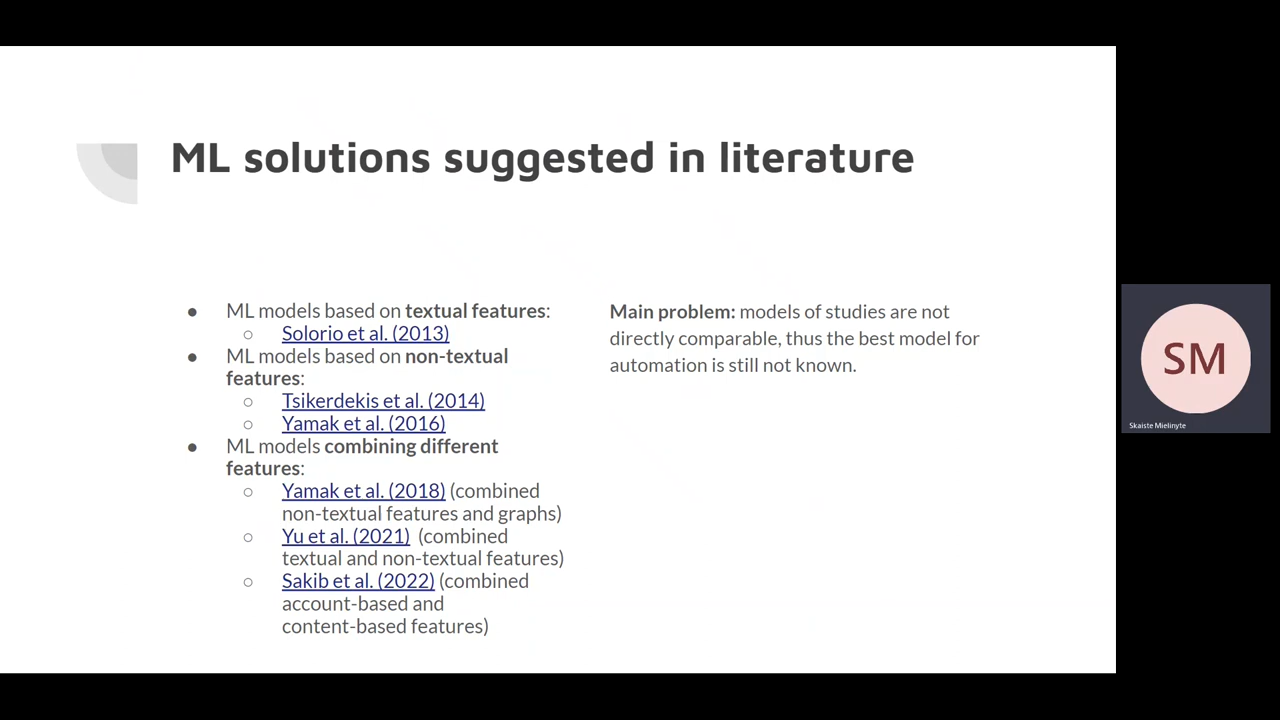 ML solutions suggested in literature
● ML models based on textual features:
○ Solorio et al. (2013)
● ML models based on non-textual
features:
○ Tsikerdekis et al. (2014)
○ Yamak et al. (2016)
● ML models combining different
features:
○ Yamak et al. (2018) (combined
non-textual features and graphs)
○ Yu et al. (2021) (combined
textual and non-textual features)
○ Sakib et al. (2022) (combined
account-based and
content-based features)
Main problem: models of studies are not
directly comparable, thus the best model for
automation is still not known.
SM
Skaiste Mielinyte